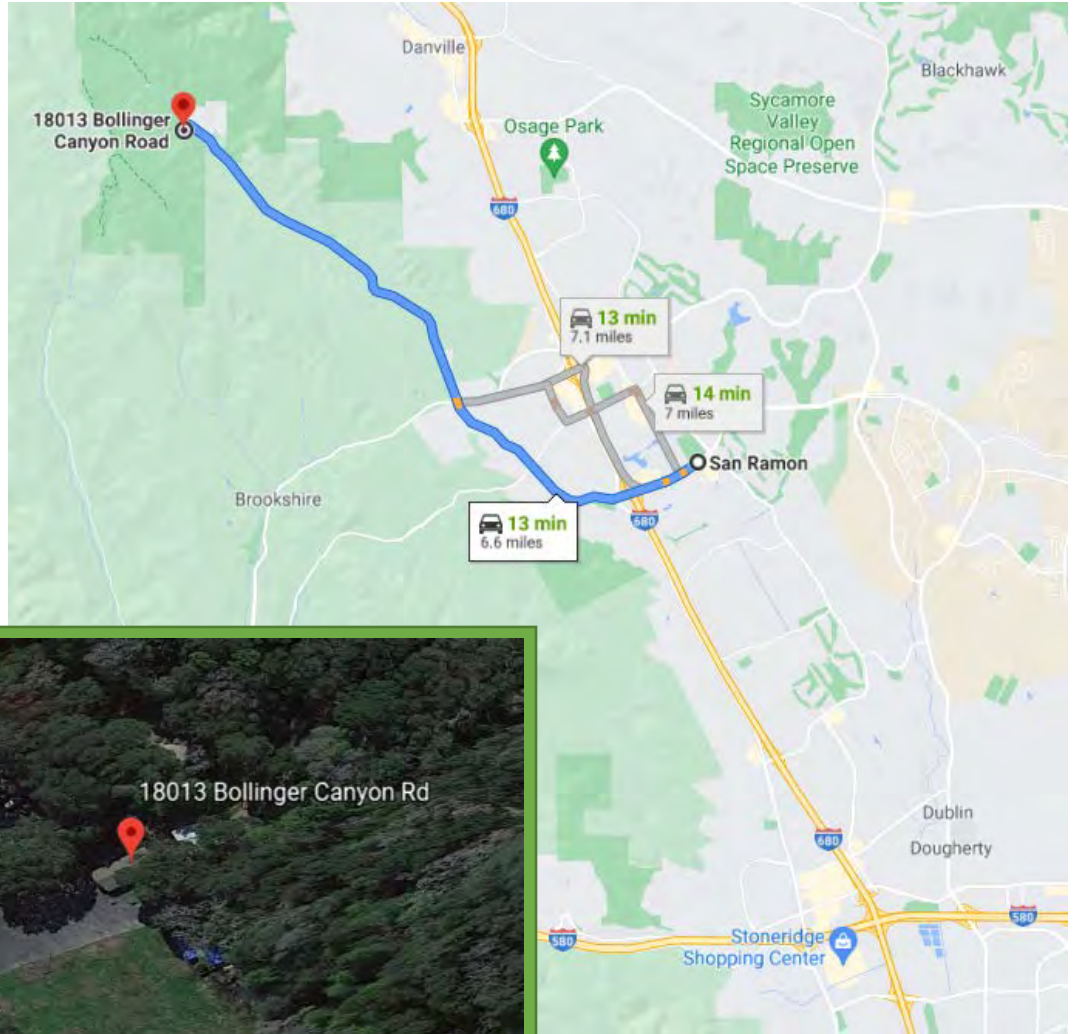 Danville
Blackhawk
18013 Bollinger
Canyon Road
Osage Park
Sycamore
Valley
Regional Open
Space Preserve
680
13 min
7.1 miles
14 min
7 miles
San Ramon
Brookshire
13 min
6.6 miles
680
18013 Bollinger Canyon Rd
Dublin
680
Dougherty
580
580
Stoneridge
Shopping Center